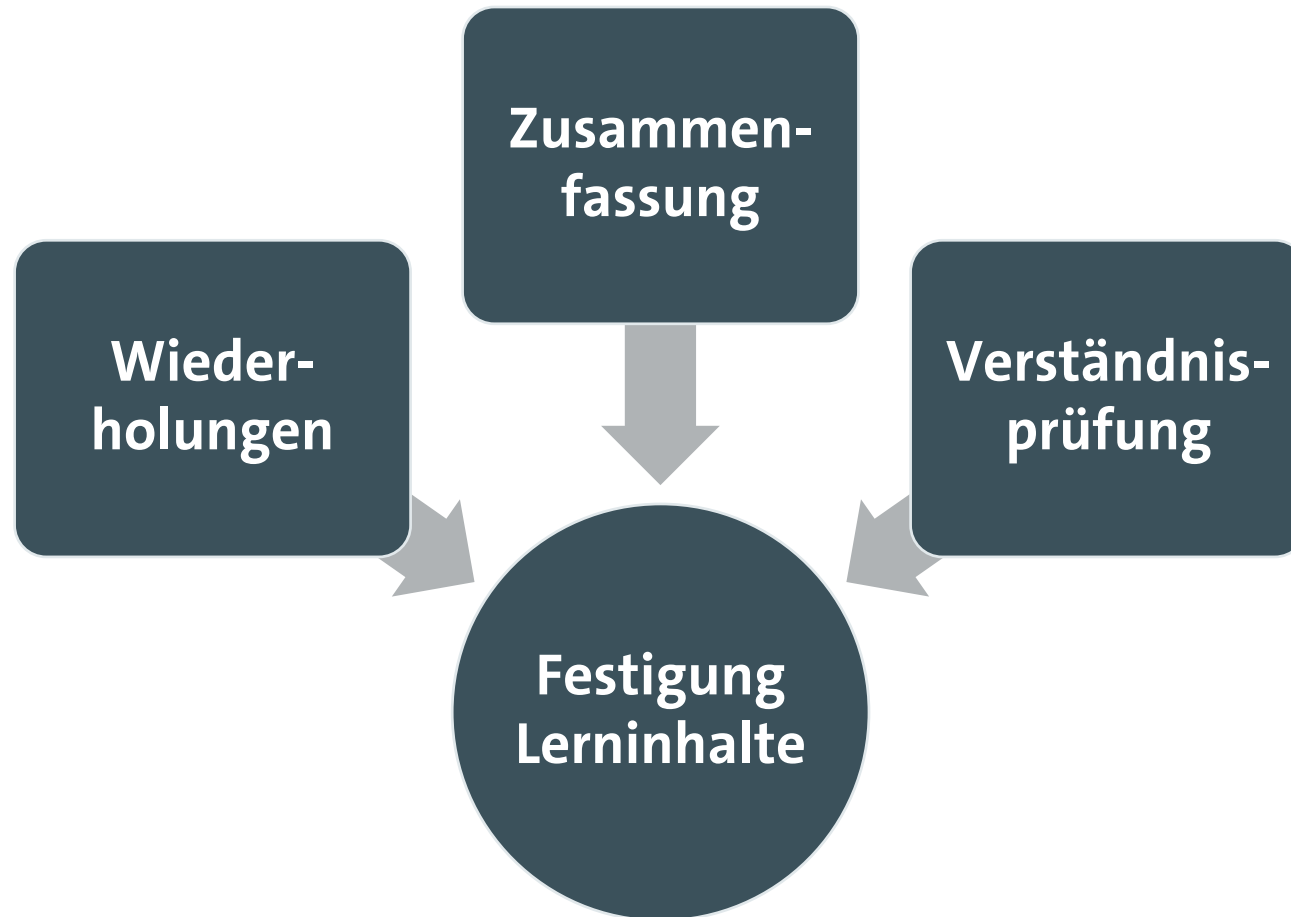 Zusammen-
fassung
Wieder-
holungen
Verständnis-
prüfung
Festigung
Lerninhalte